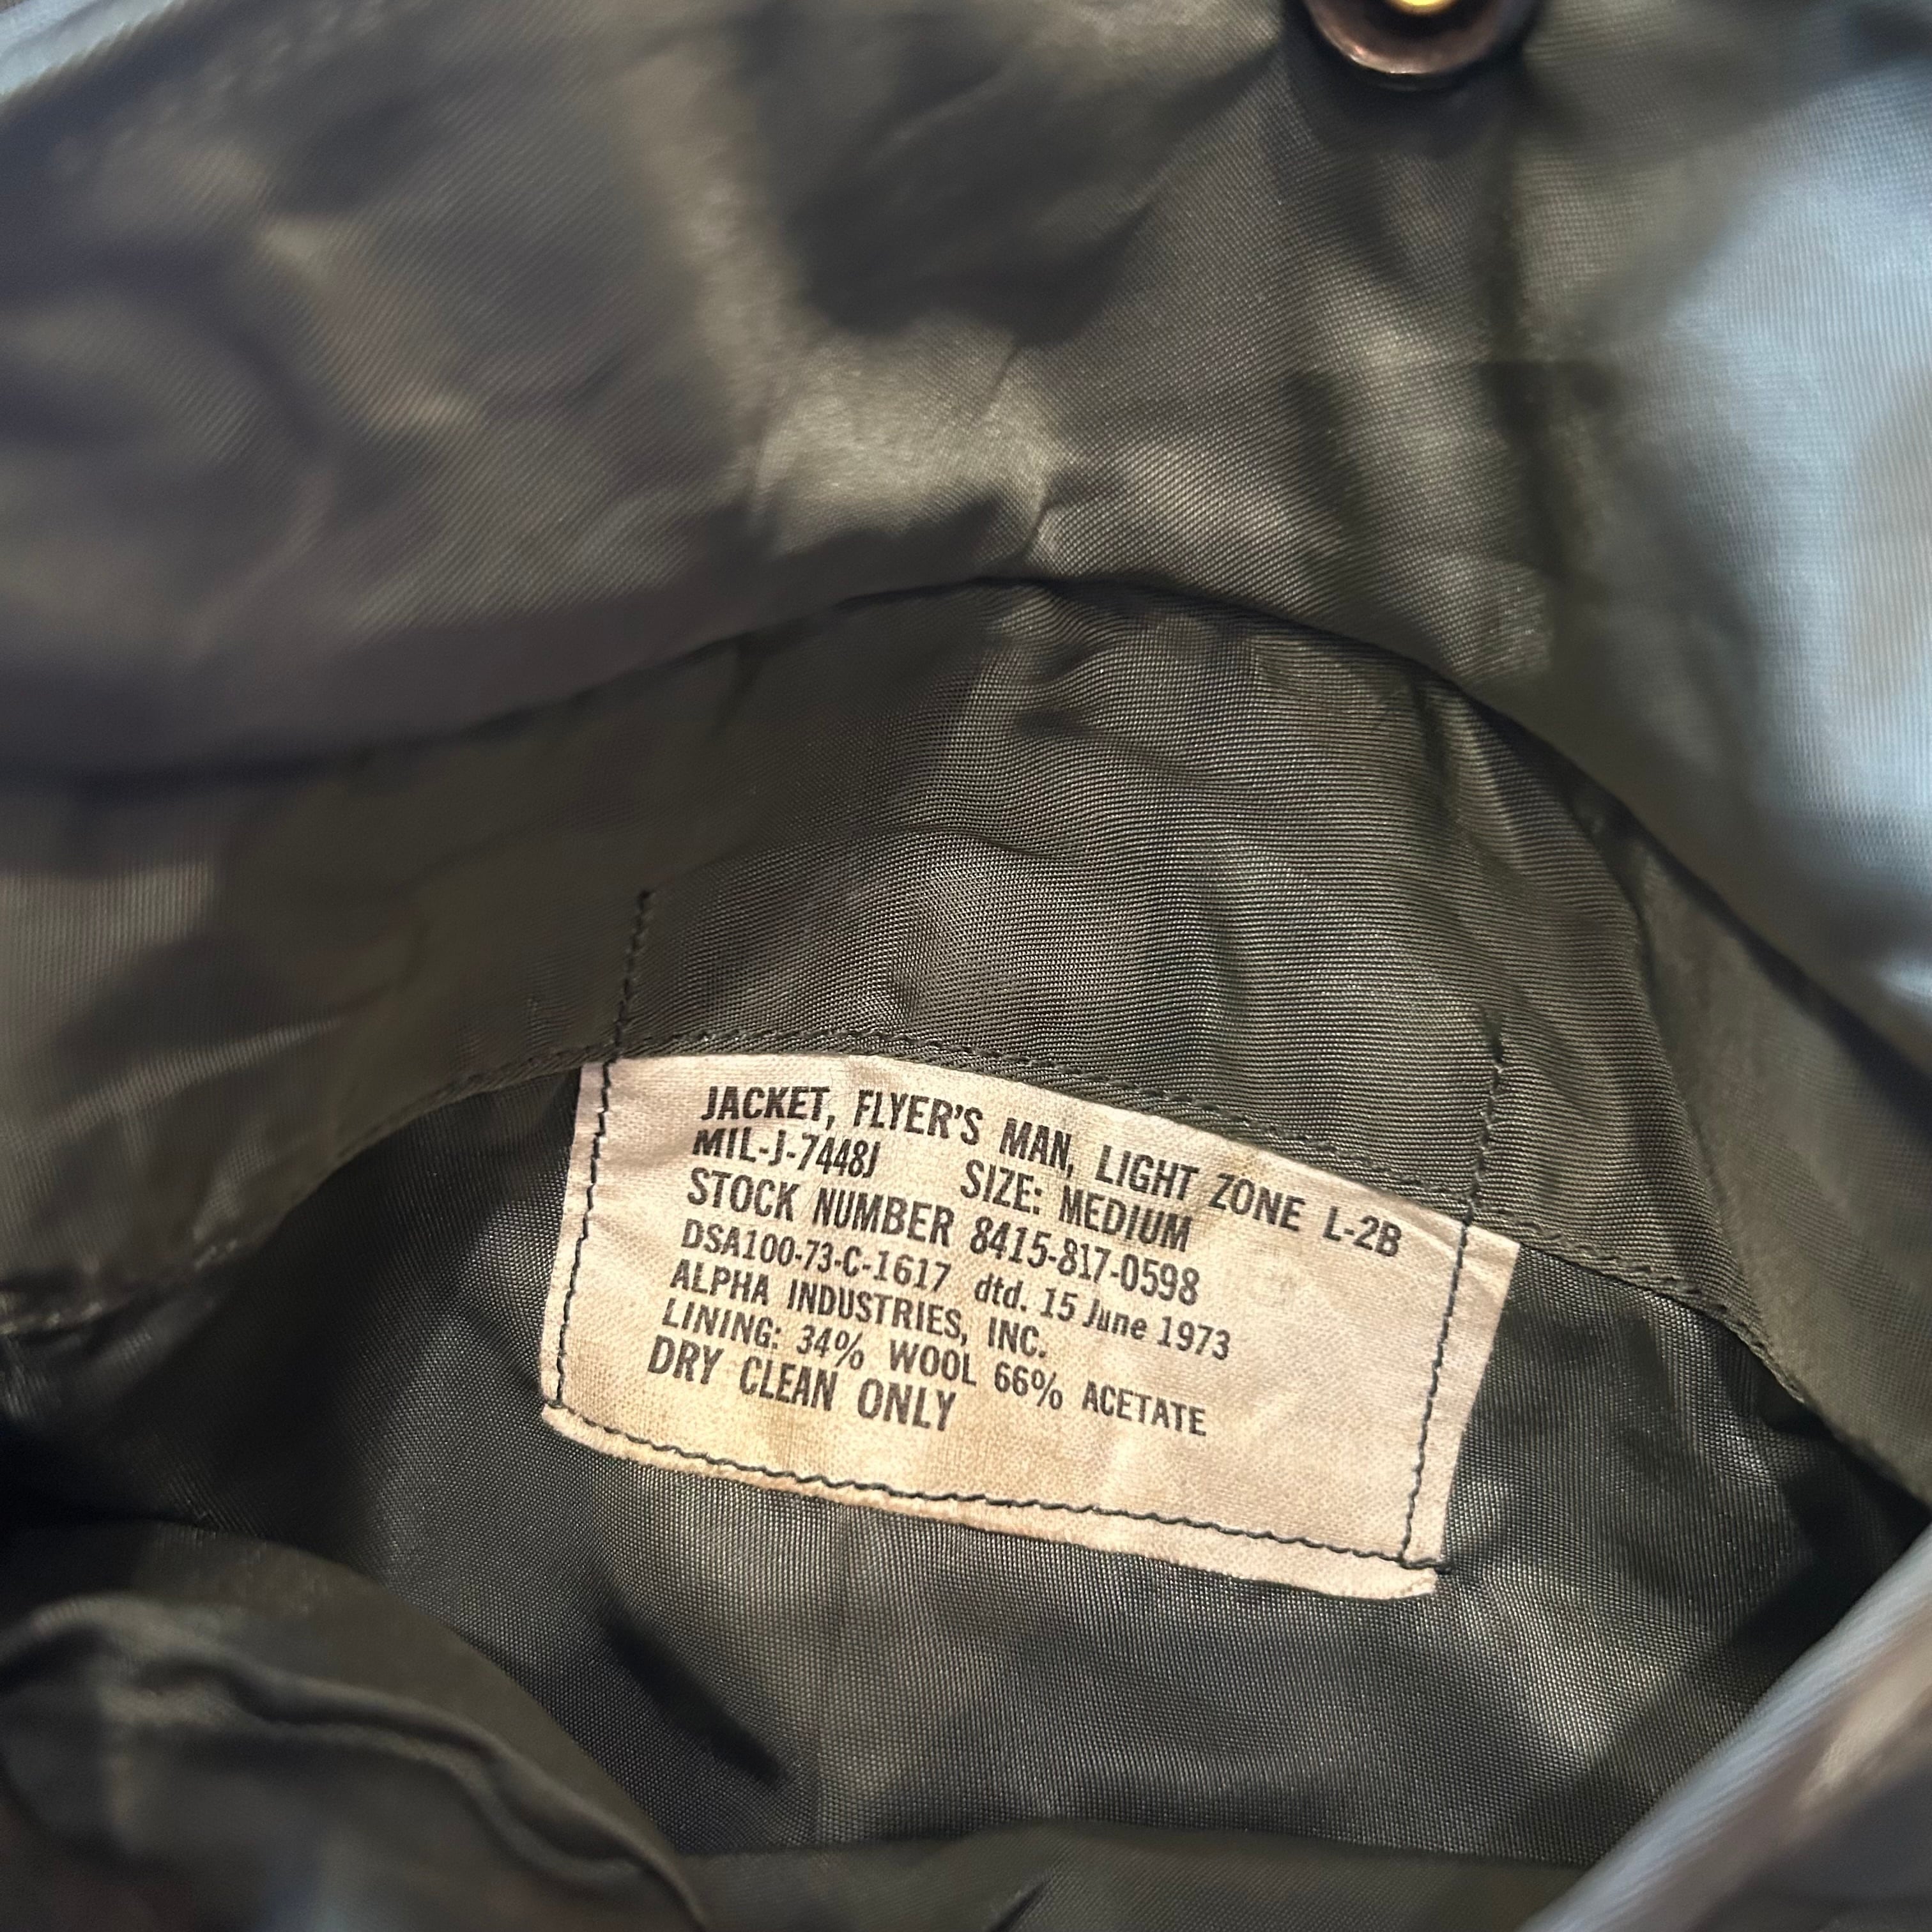 JACKET, FLYER'S MAN, LIGHT ZONE L-2B
MIL-J-7448J SIZE: MEDIUM
STOCK NUMBER 8415-817-0598
DSA100-73-C-1617 dtd. 15 June 1973
ALPHA INDUSTRIES, INC.
LINING: 34% WOOL 66% ACETATE
DRY CLEAN ONLY